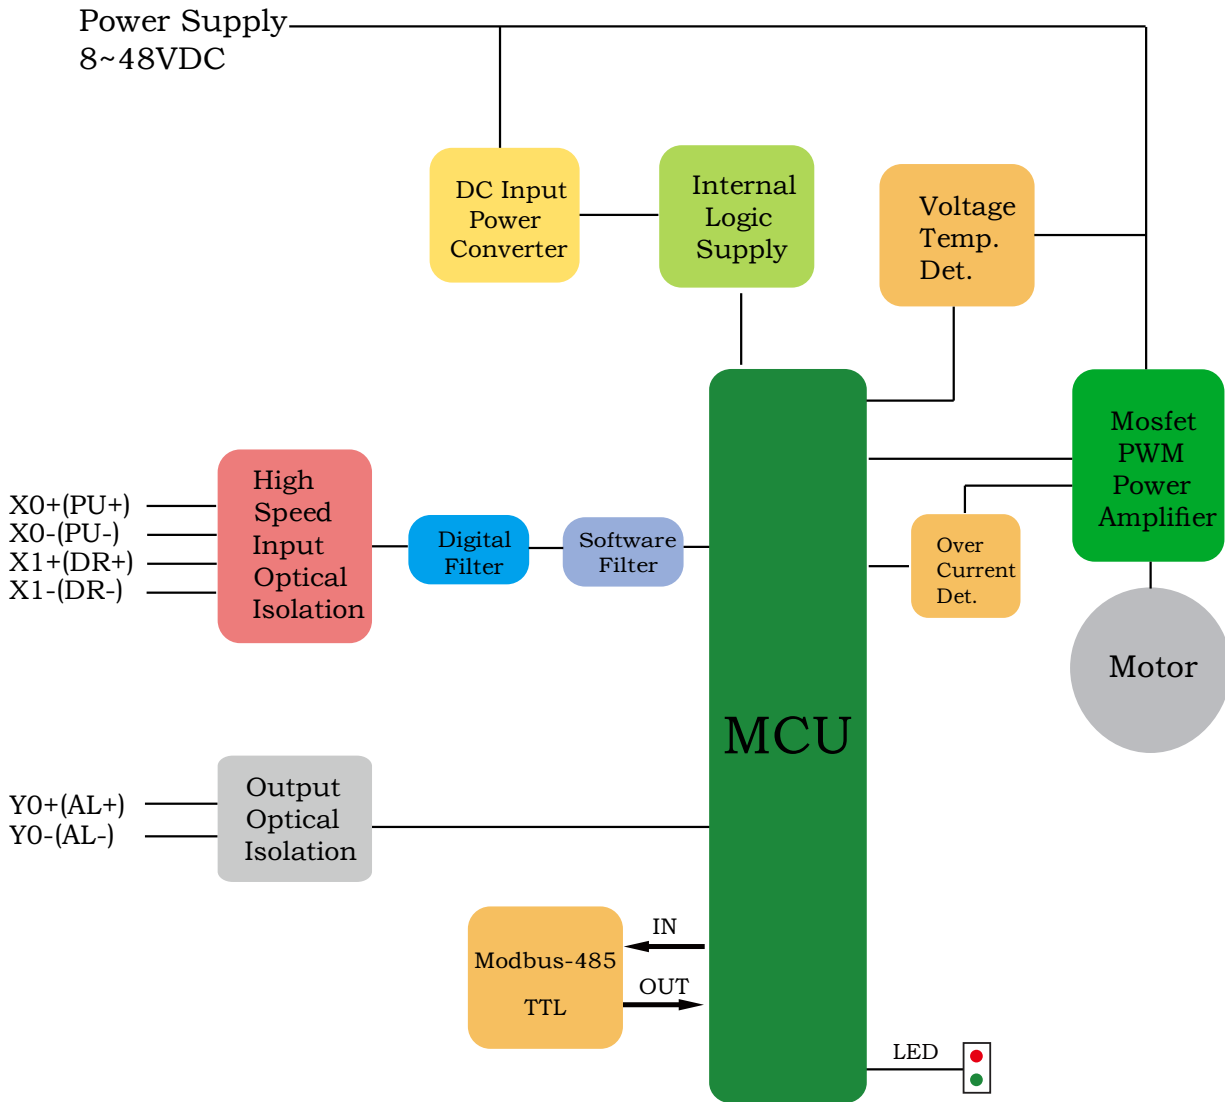 Power Supply
8~48VDC
DC Input
Power
Converter
Internal
Logic
Supply
Voltage
Temp.
Det.
Mosfet
PWM
Power
Amplifier
X0+(PU+)
X0-(PU-)
X1+(DR+)
X1-(DR-)
High
Speed
Input
Optical
Isolation
Digital
Filter
Software
Filter
Over
Current
Det.
Motor
MCU
Y0+(AL+)
Y0-(AL-)
Output
Optical
Isolation
Modbus-485
TTL
IN
OUT
LED